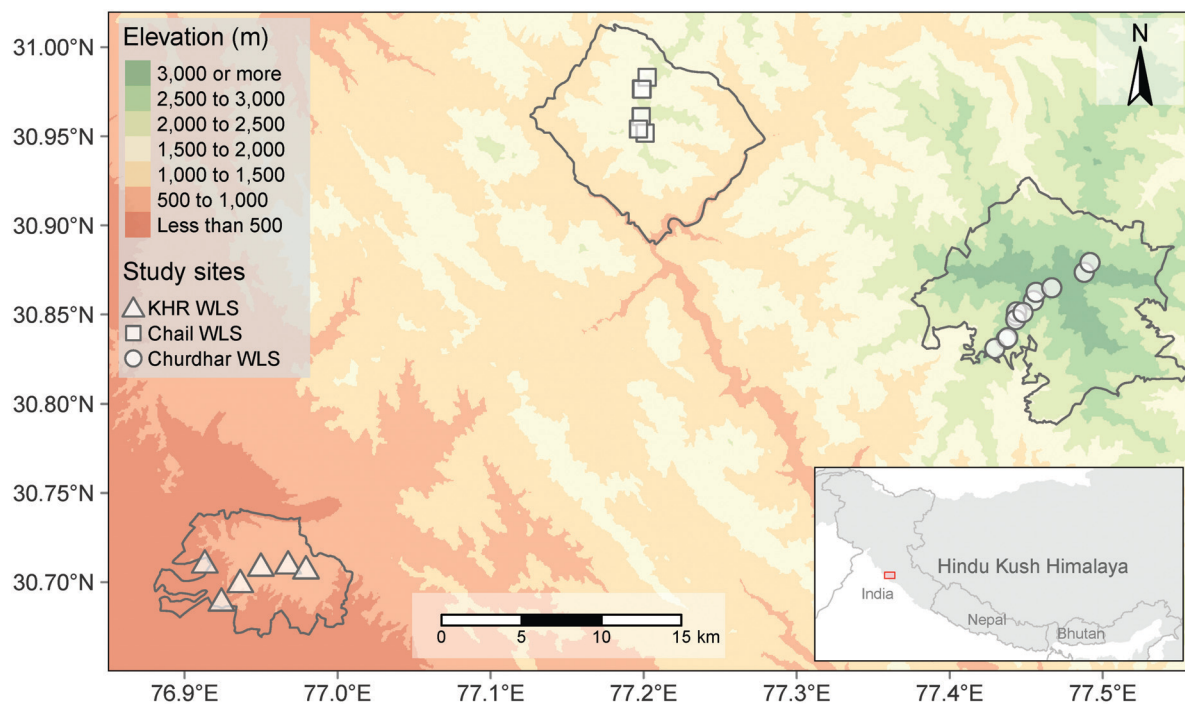 31.00°N
30.95°N
30.90°N
30.85°N
30.80°N
30.75°N
30.70°N
Elevation (m)
3,000 or more
2,500 to 3,000
2,000 to 2,500
1,500 to 2,000
1,000 to 1,500
500 to 1,000
Less than 500
Study sites
KHR WLS
Chail WLS
Churdhar WLS
N
0 5 10 15 km
Hindu Kush Himalaya
India
Nepal
Bhutan
76.9°E 77.0°E 77.1°E 77.2°E 77.3°E 77.4°E 77.5°E